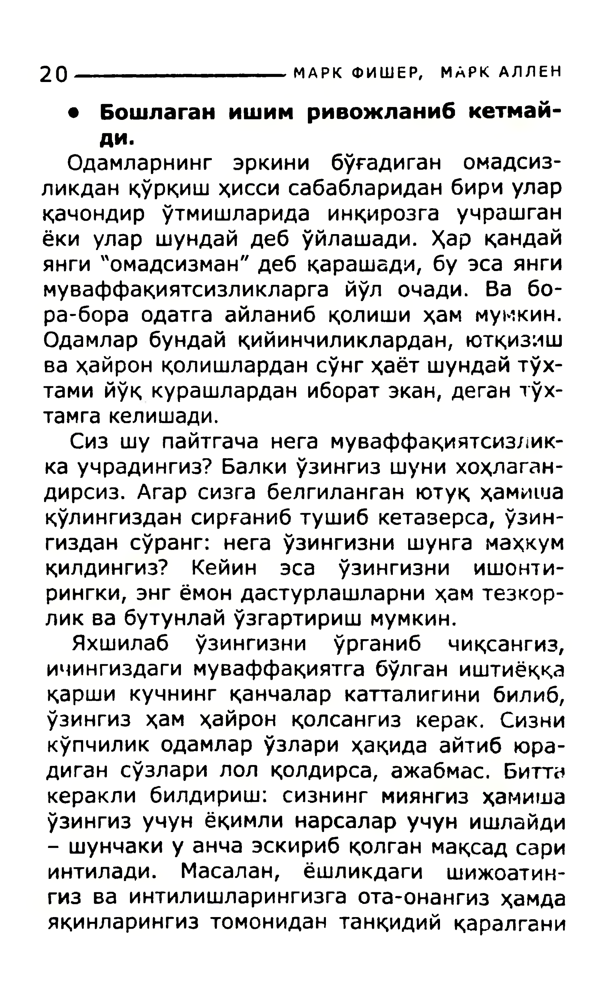 20 МАРК ФИШЕР, МАРК АЛЛЕН
• Бошлаган ишим ривожланиб кетмай-
ди.
Одамларнинг эркини бўғадиган омадсиз-
ликдан қўрқиш ҳисси сабабларидан бири улар
қачондир ўтмишларида инқирозга учрашган
ёки улар шундай деб ўйлашади. Ҳар қандай
янги "омадсизман" деб қарашади, бу эса янги
муваффақиятсизликларга йўл очади. Ва бо-
ра-бора одатга айланиб қолиши ҳам мумкин.
Одамлар бундай қийинчиликлардан, ютқизиш
ва ҳайрон қолишлардан сўнг ҳаёт шундай тўх-
тами йўқ курашлардан иборат экан, деган тўх-
тамга келишади.
Сиз шу пайтгача нега муваффақиятсизлик-
ка учрадингиз? Балки ўзингиз шуни хоҳлаган-
дирсиз. Агар сизга белгиланган ютуқ ҳамиша
қўлингиздан сирғаниб тушиб кетаверса, ўзин-
гиздан сўранг: нега ўзингизни шунга маҳкум
қилдингиз? Кейин эса ўзингизни ишонти-
рингки, энг ёмон дастурлашларни ҳам тезкор-
лик ва бутунлай ўзгартириш мумкин.
Яхшилаб ўзингизни ўрганиб чиқсангиз,
ичингиздаги муваффақиятга бўлган иштиёққа
қарши кучнинг қанчалар катталигини билиб,
ўзингиз ҳам ҳайрон қолсангиз керак. Сизни
кўпчилик одамлар ўзлари ҳақида айтиб юра-
диган сўзлари лол қолдирса, ажабмас. Битта
керакли билдириш: сизнинг миянгиз ҳамиша
ўзингиз учун ёқимли нарсалар учун ишлайди
– шунчаки у анча эскириб қолган мақсад сари
интилади. Масалан, ёшликдаги шижоатин-
гиз ва интилишларингизга ота-онангиз ҳамда
яқинларингиз томонидан танқидий қаралгани